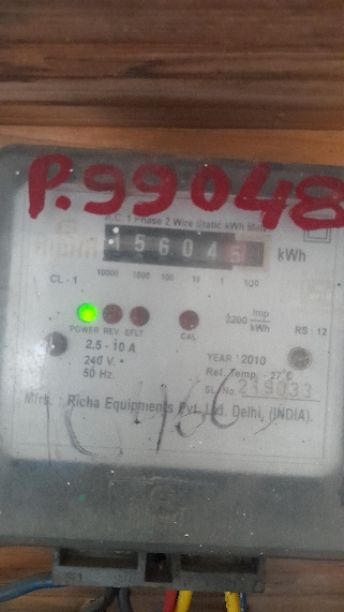 P.99048
A.C. 1 Phase 2 Wire Static kWh Meter
156045 kWh
10000 1000 100 10 1 1/10
CL - 1
3200 Imp/kWh
RS : 12
POWER REV. EFLT CAL
2.5 - 10 A
240 V. ~
50 Hz.
YEAR : 2010
Ref. Temp. - 27°C
SL. No. 219033
Mfrs. Richa Equipments Pvt. Ltd. Delhi, (INDIA).